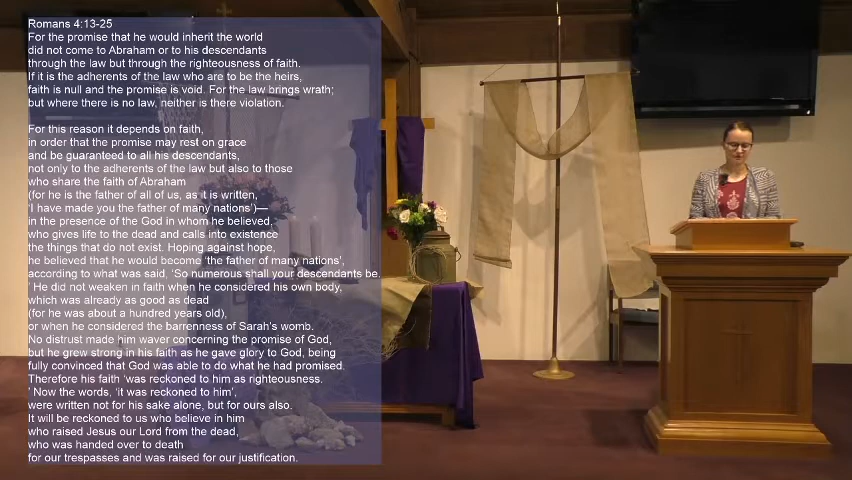 Romans 4:13-25
For the promise that he would inherit the world
did not come to Abraham or to his descendants
through the law but through the righteousness of faith.
If it is the adherents of the law who are to be the heirs,
faith is null and the promise is void. For the law brings wrath;
but where there is no law, neither is there violation.
For this reason it depends on faith,
in order that the promise may rest on grace
and be guaranteed to all his descendants,
not only to the adherents of the law but also to those
who share the faith of Abraham
(for he is the father of all of us, as it is written,
'I have made you the father of many nations')—
in the presence of the God in whom he believed,
who gives life to the dead and calls into existence
the things that do not exist. Hoping against hope,
he believed that he would become 'the father of many nations',
according to what was said, 'So numerous shall your descendants be.
' He did not weaken in faith when he considered his own body,
which was already as good as dead
(for he was about a hundred years old),
or when he considered the barrenness of Sarah's womb.
No distrust made him waver concerning the promise of God,
but he grew strong in his faith as he gave glory to God, being
fully convinced that God was able to do what he had promised.
Therefore his faith 'was reckoned to him as righteousness.
' Now the words, 'it was reckoned to him',
were written not for his sake alone, but for ours also.
It will be reckoned to us who believe in him
who raised Jesus our Lord from the dead,
who was handed over to death
for our trespasses and was raised for our justification.